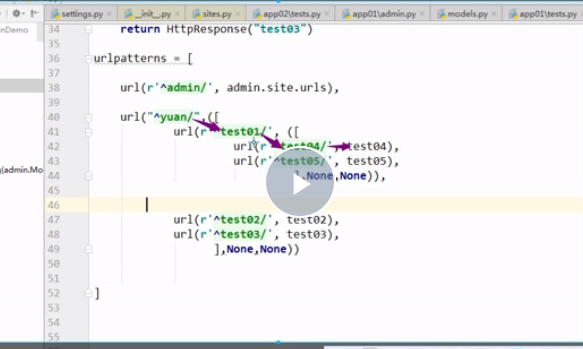 settings.py × __init__.py × sites.py × app02\tests.py × app01\admin.py × models.py × app01\tests.py
inDemo
34 return HttpResponse("test03")
35
36 urlpatterns = [
37
38 url(r'^admin/', admin.site.urls),
39
40 url("^yuan/",([
41 url(r'^test01/', ([
42 url(r'^test04/', test04),
43 url(r'^test05/', test05),
44 ],None,None)),
45
46
47 url(r'^test02/', test02),
48 url(r'^test03/', test03),
49 ],None,None))
50
51
52 ]
53
54
55
g(admin.Mo